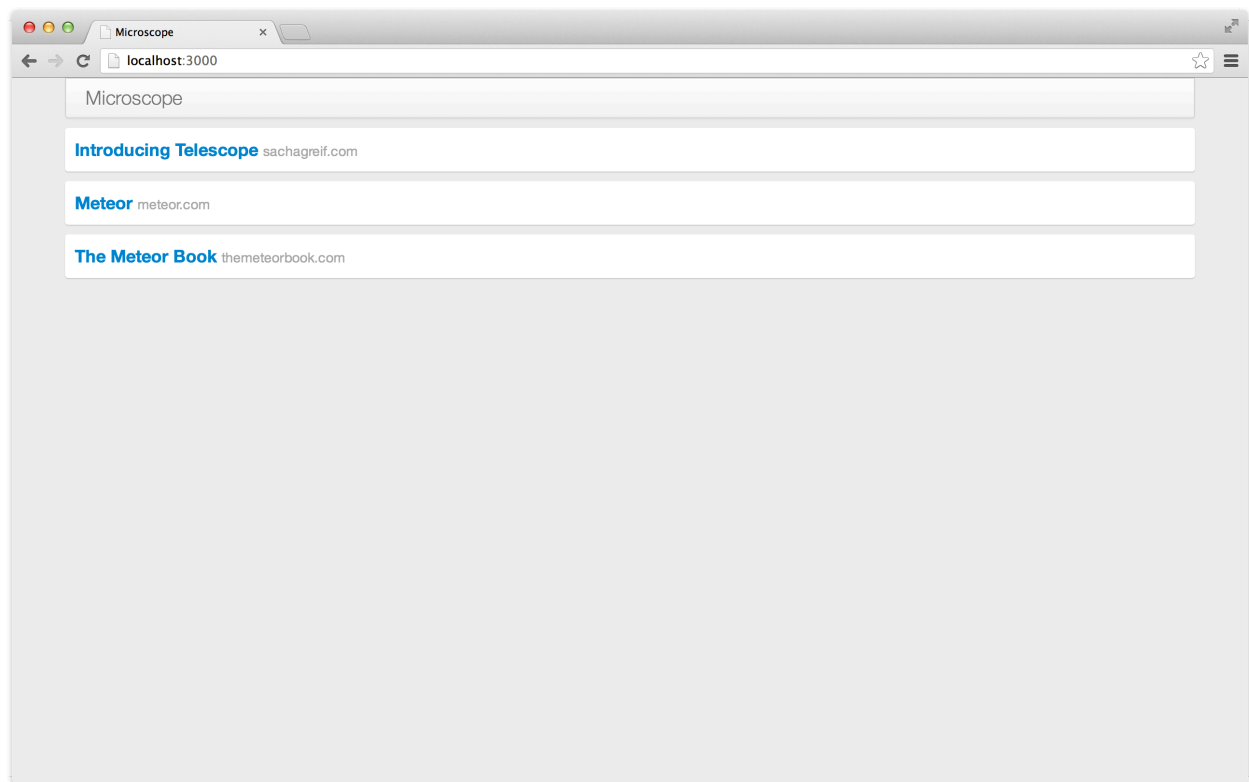 Microscope
localhost:3000
Microscope
Introducing Telescope sachagreif.com
Meteor meteor.com
The Meteor Book themeteorbook.com